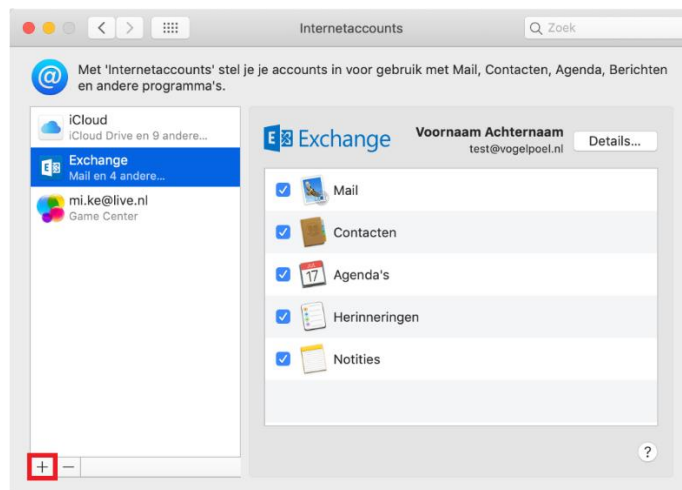 Internetaccounts
Zoek
Met 'Internetaccounts' stel je je accounts in voor gebruik met Mail, Contacten, Agenda, Berichten
en andere programma's.
iCloud
iCloud Drive en 9 andere...
Exchange
Mail en 4 andere...
mi.ke@live.nl
Game Center
E Exchange
Voornaam Achternaam
test@vogelpoel.nl
Details...
Mail
Contacten
JUL
17
Agenda's
Herinneringen
Notities
?
+ −